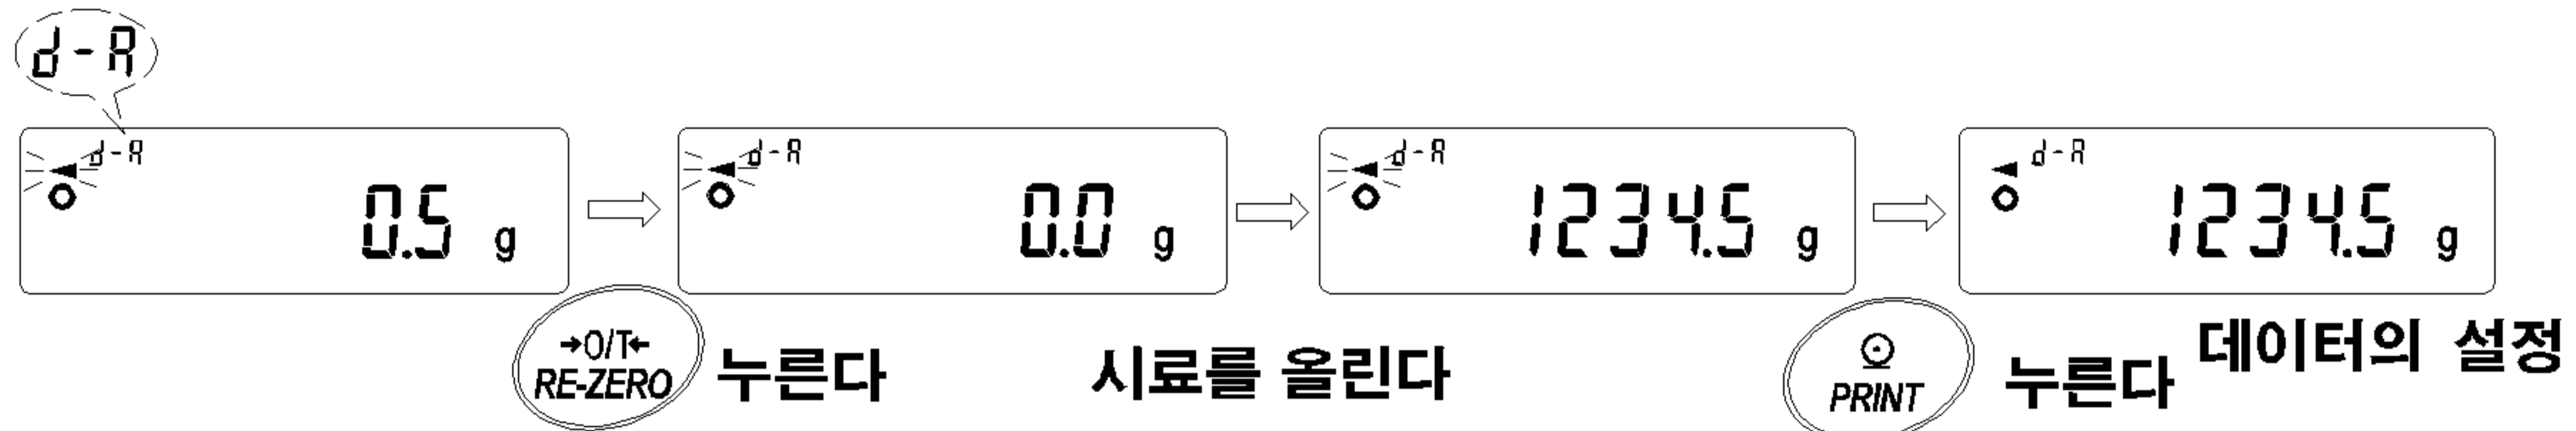 d-A
d-A
0.5 g
d-A
0.0 g
d-A
1234.5 g
d-A
1234.5 g
→0/T←
RE-ZERO
누른다
시료를 올린다
PRINT
누른다
데이터의 설정